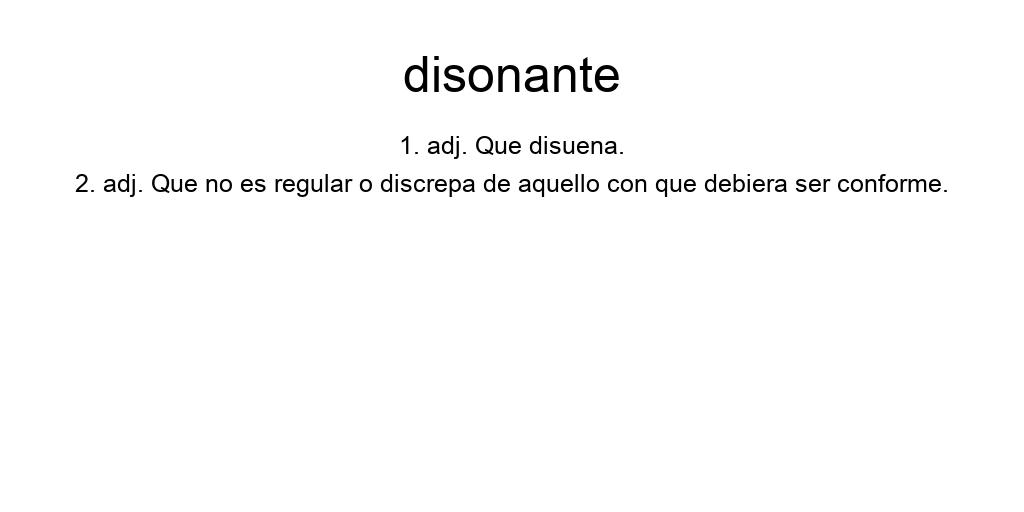 disonante
1. adj. Que disuena.
2. adj. Que no es regular o discrepa de aquello con que debiera ser conforme.